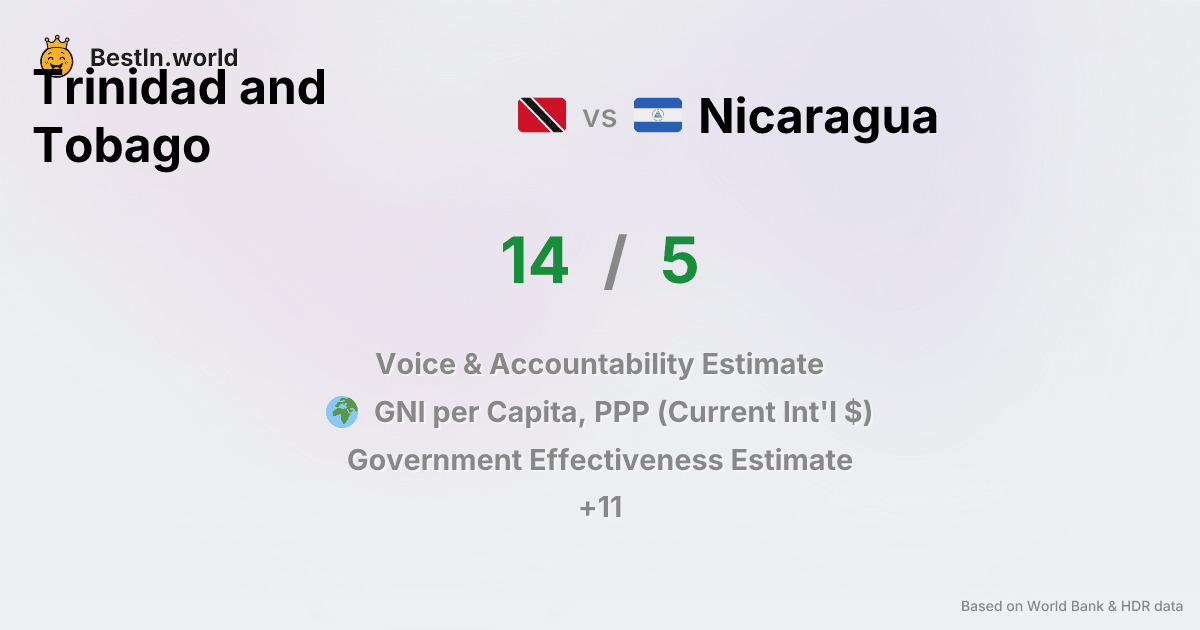 BestIn.world
Trinidad and
Tobago
vs
Nicaragua
14 / 5
Voice & Accountability Estimate
GNI per Capita, PPP (Current Int'l $)
Government Effectiveness Estimate
+11
Based on World Bank & HDR data